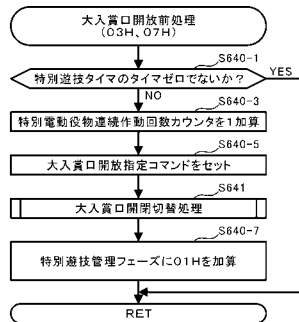 大入賞口開放前処理
(03H、07H)
S640-1
特別遊技タイマのタイマゼロでないか?
YES
NO
S640-3
特別電動役物連続作動回数カウンタを1加算
S640-5
大入賞口開放指定コマンドをセット
S641
大入賞口開閉切替処理
S640-7
特別遊技管理フェーズに01Hを加算
RET